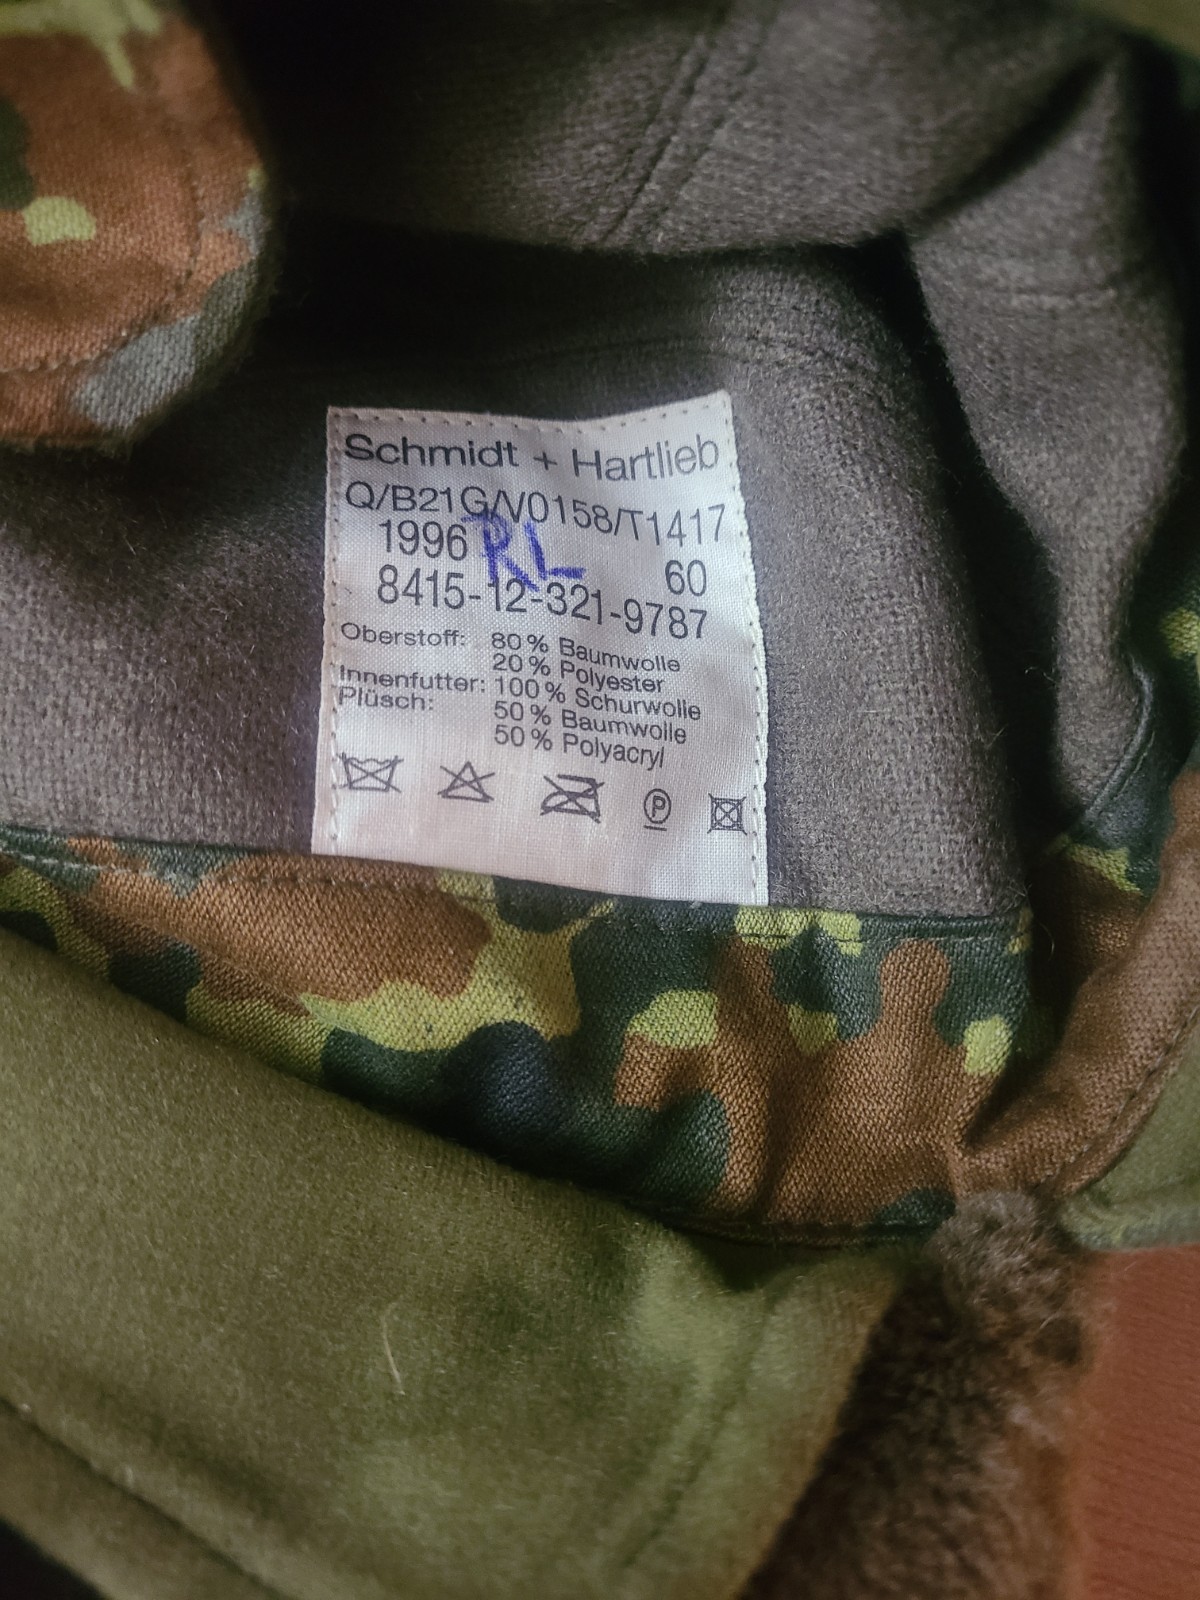 Schmidt + Hartlieb
Q/B21G/V0158/T1417
1996 RL 60
8415-12-321-9787
Oberstoff: 80% Baumwolle
20% Polyester
Innenfutter: 100% Schurwolle
Plüsch: 50% Baumwolle
50% Polyacryl
P